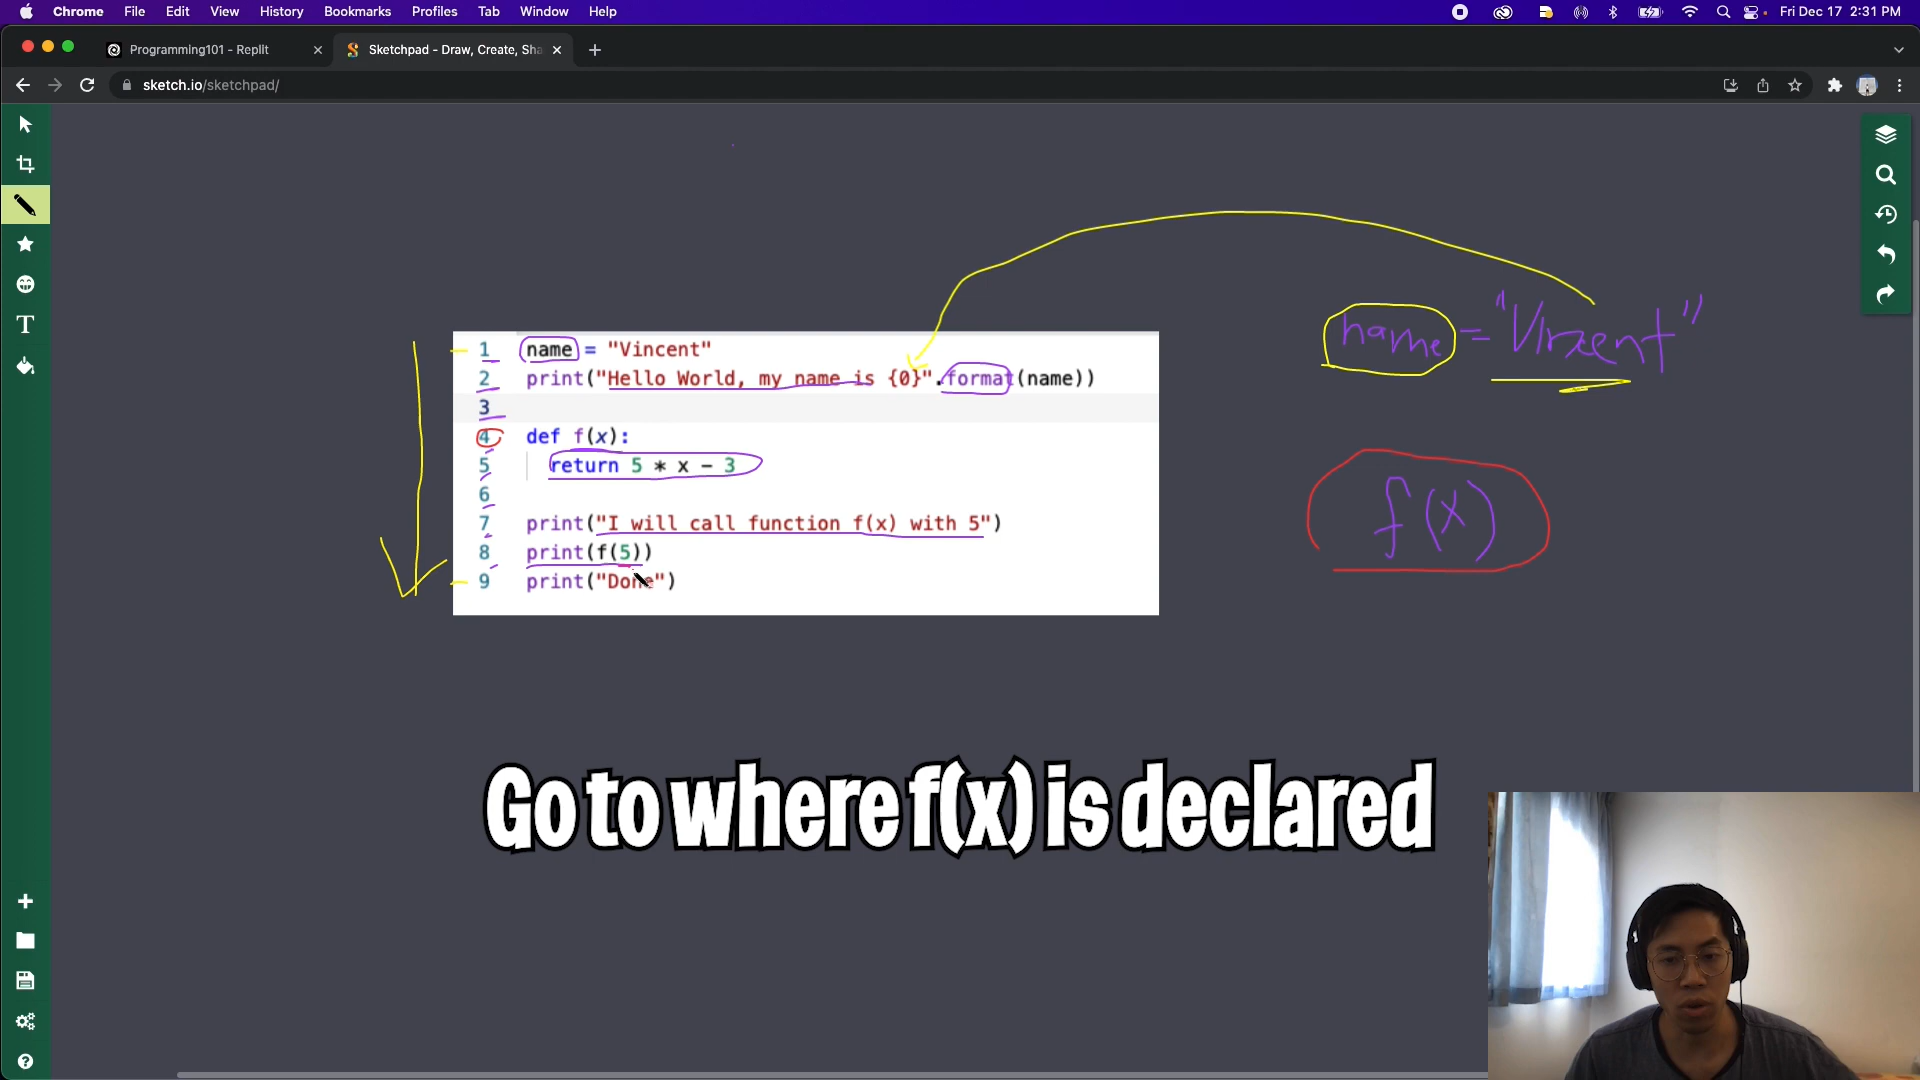 Chrome File Edit View History Bookmarks Profiles Tab Window Help Fri Dec 17 2:31 PM
Programming101 - Replit Sketchpad - Draw, Create, Sha
sketch.io/sketchpad/
name = "Vincent"
1 name = "Vincent"
2 print("Hello World, my name is {0}".format(name))
3
4 def f(x):
5 return 5 * x - 3
6
7 print("I will call function f(x) with 5")
8 print(f(5))
9 print("Done")
f(x)
Go to where f(x) is declared